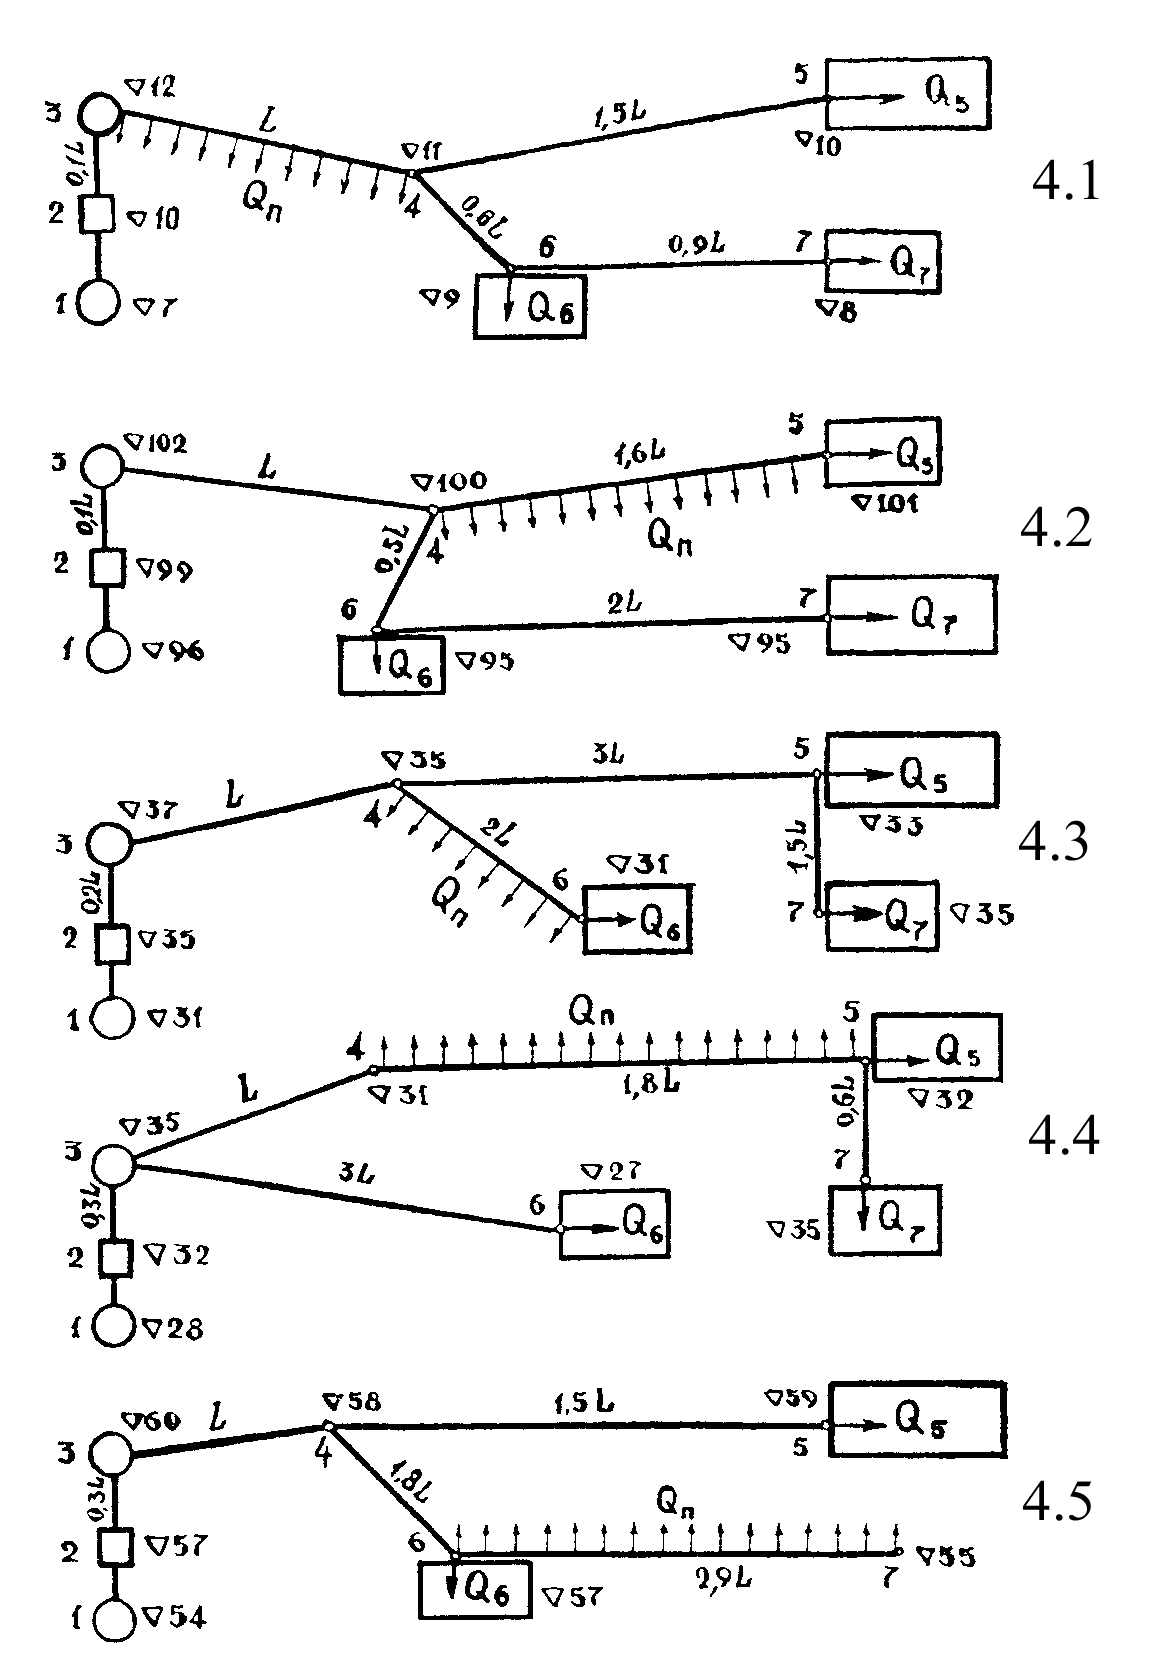 3 ▽12
L
1,5L
5
Q5
▽10
0,1L
▽11
4.1
Qп
4
2 ▽10
0,6L
6
0,9L
7
Q7
1 ▽7
▽9
Q6
▽8
3 ▽102
L
▽100
1,6L
5
Q5
▽101
0,1L
4
Qп
4.2
2 ▽99
0,5L
6
2L
7
Q7
1 ▽96
Q6
▽95
▽95
3 ▽37
L
▽35
3L
5
Q5
▽33
4
4.3
0,2L
2L
1,5L
Qп
6
▽31
Q6
7
Q7
▽35
2 ▽35
1 ▽31
Qп
4
5
Q5
▽31
1,8L
▽32
L
3 ▽35
0,6L
4.4
3L
▽27
7
0,3L
6
Q6
▽35
Q7
2 ▽32
1 ▽28
3 ▽60
L
▽58
1,5L
▽59
Q5
4
5
0,3L
1,8L
Qп
4.5
2 ▽57
6
Q6
▽57
2,9L
7
▽55
1 ▽54